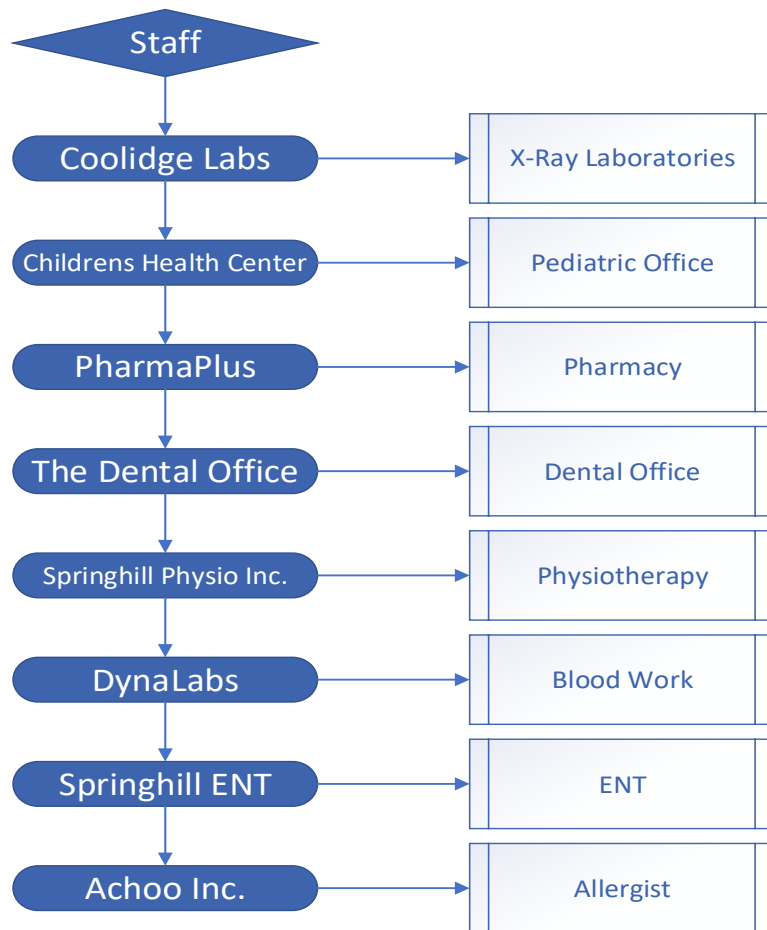 Staff
Coolidge Labs
X-Ray Laboratories
Childrens Health Center
Pediatric Office
PharmaPlus
Pharmacy
The Dental Office
Dental Office
Springhill Physio Inc.
Physiotherapy
DynaLabs
Blood Work
Springhill ENT
ENT
Achoo Inc.
Allergist